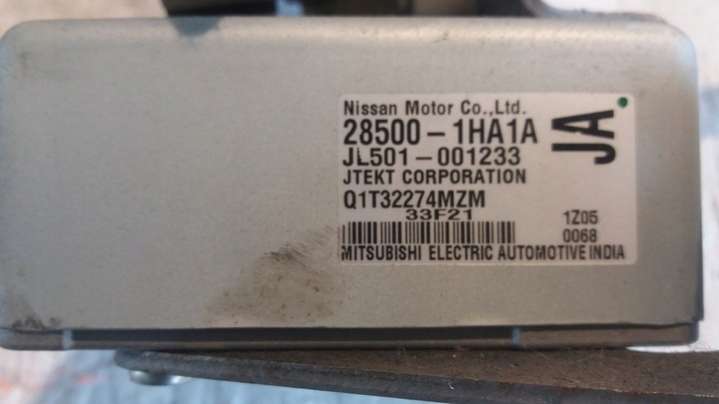 Nissan Motor Co.,Ltd.
28500-1HA1A
JA
JL501-001233
JTEKT CORPORATION
Q1T32274MZM
33F21
1Z05
0068
MITSUBISHI ELECTRIC AUTOMOTIVE INDIA